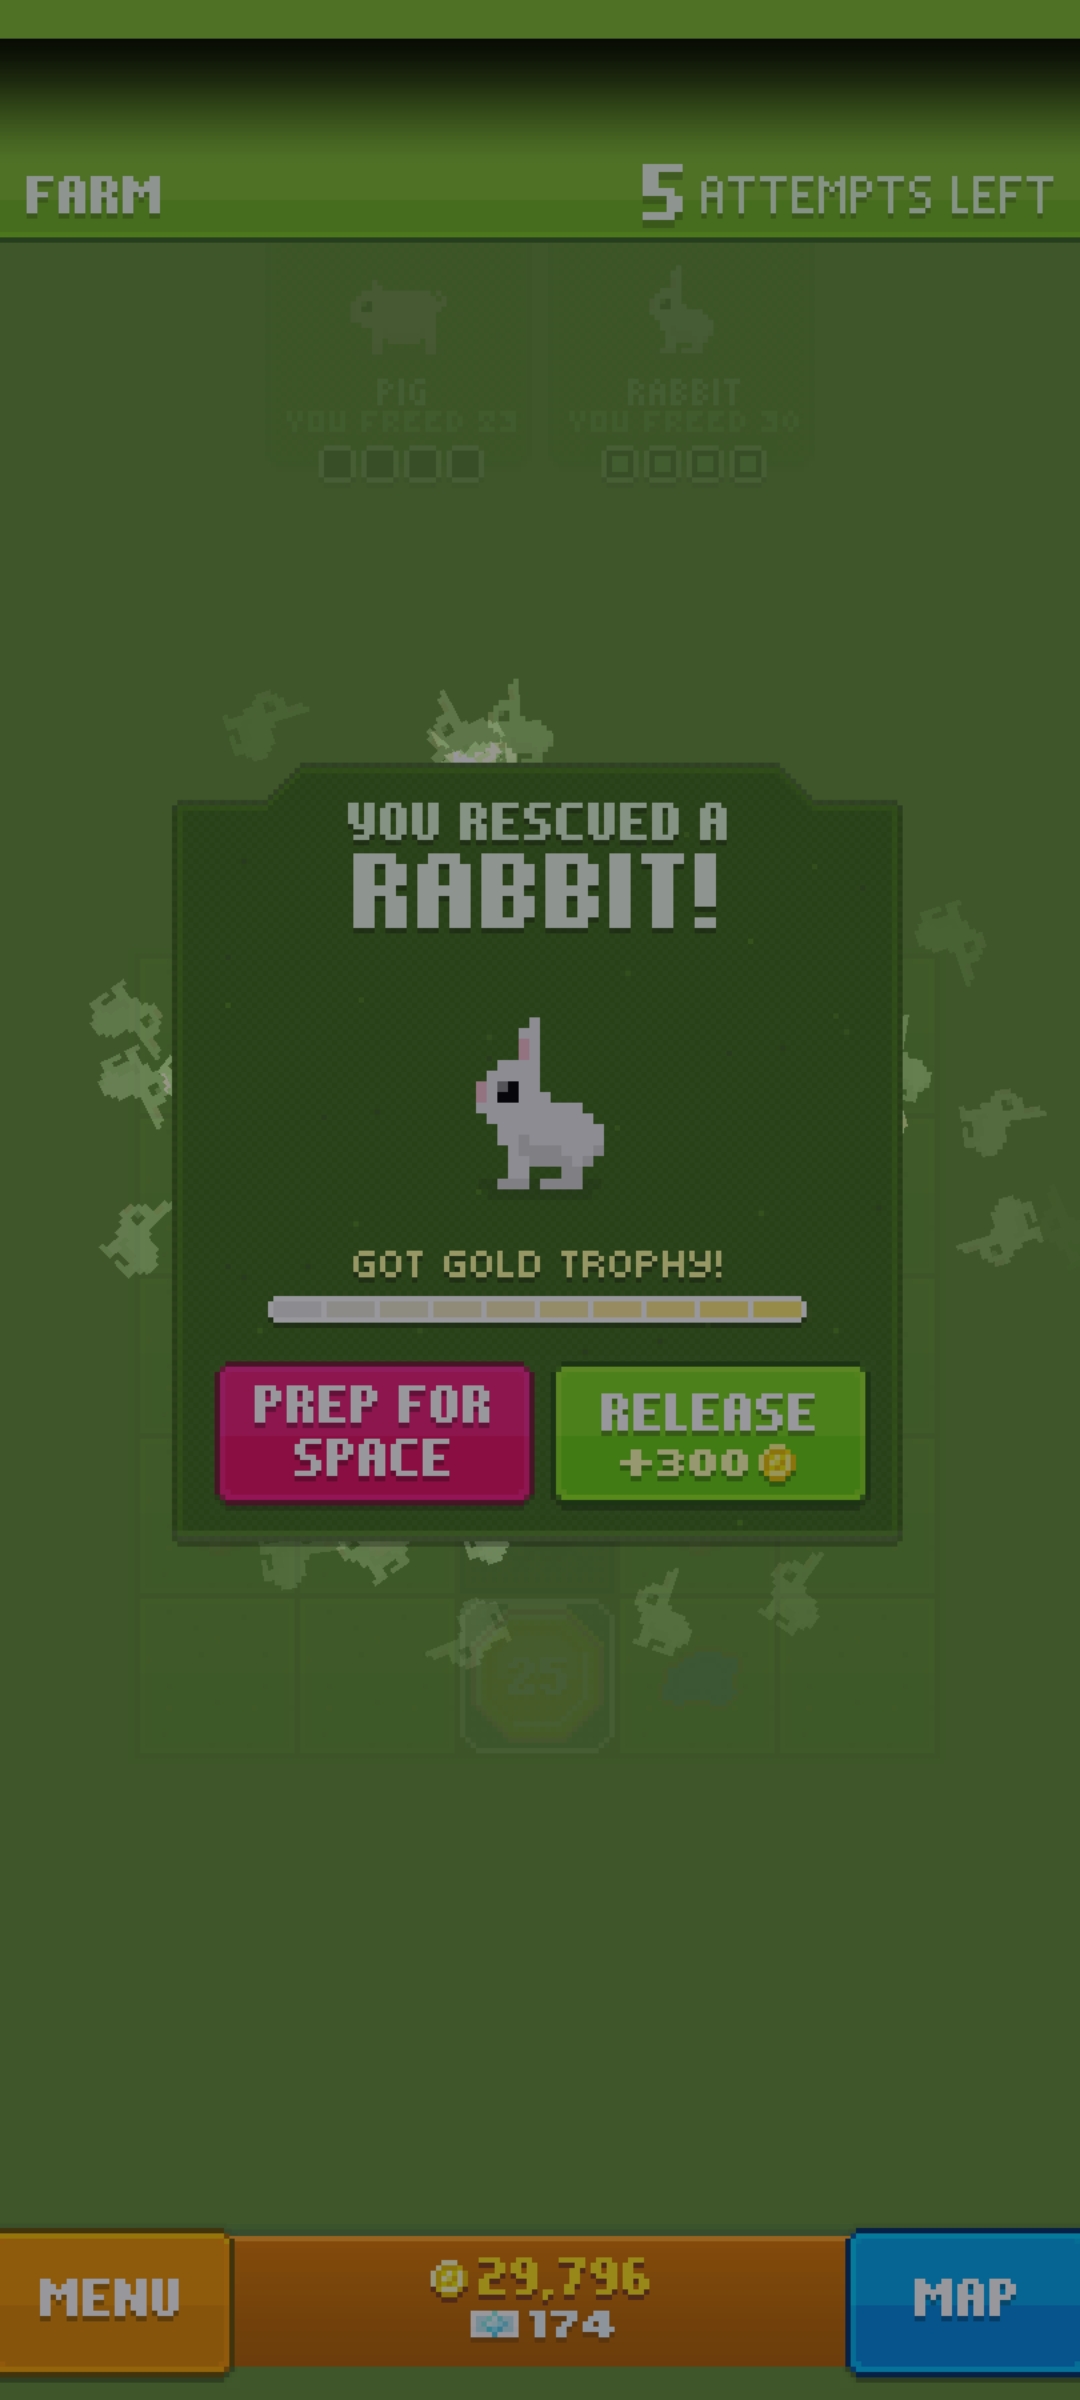 FARM
5 ATTEMPTS LEFT
PIG
YOU FREED 23
RABBIT
YOU FREED 30
YOU RESCUED A
RABBIT!
GOT GOLD TROPHY!
PREP FOR
SPACE
RELEASE
+300
25
MENU
29,796
174
MAP